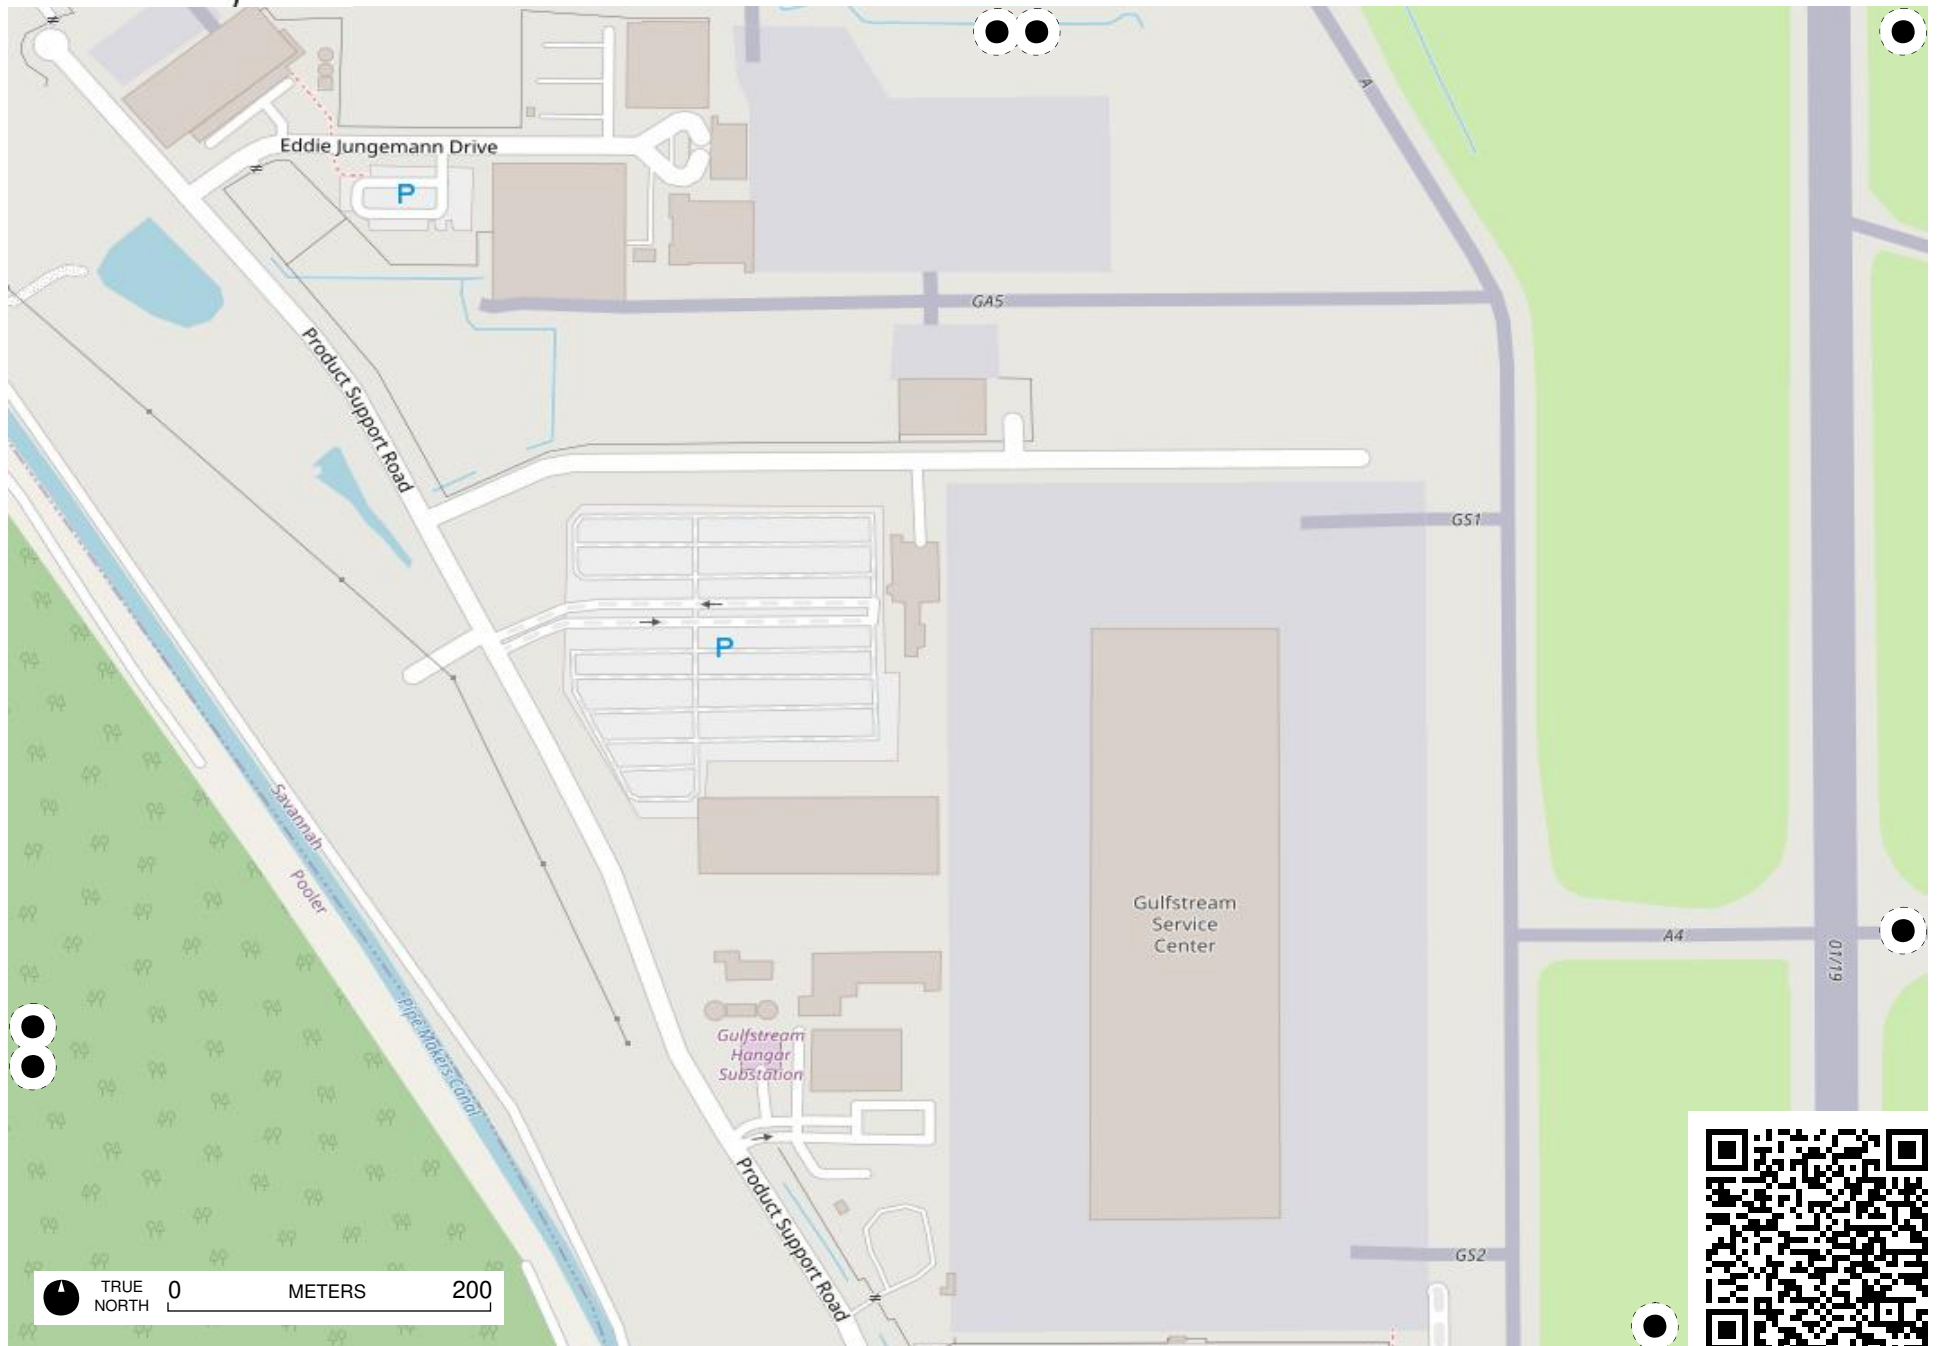 A
Eddie Jungemann Drive
P
GA5
Product Support Road
GS1
P
Savannah
Pooler
Gulfstream
Service
Center
A4
01/19
Pipe Makers Canal
Gulfstream
Hangar
Substation
Product Support Road
GS2
TRUE
NORTH
0
METERS
200